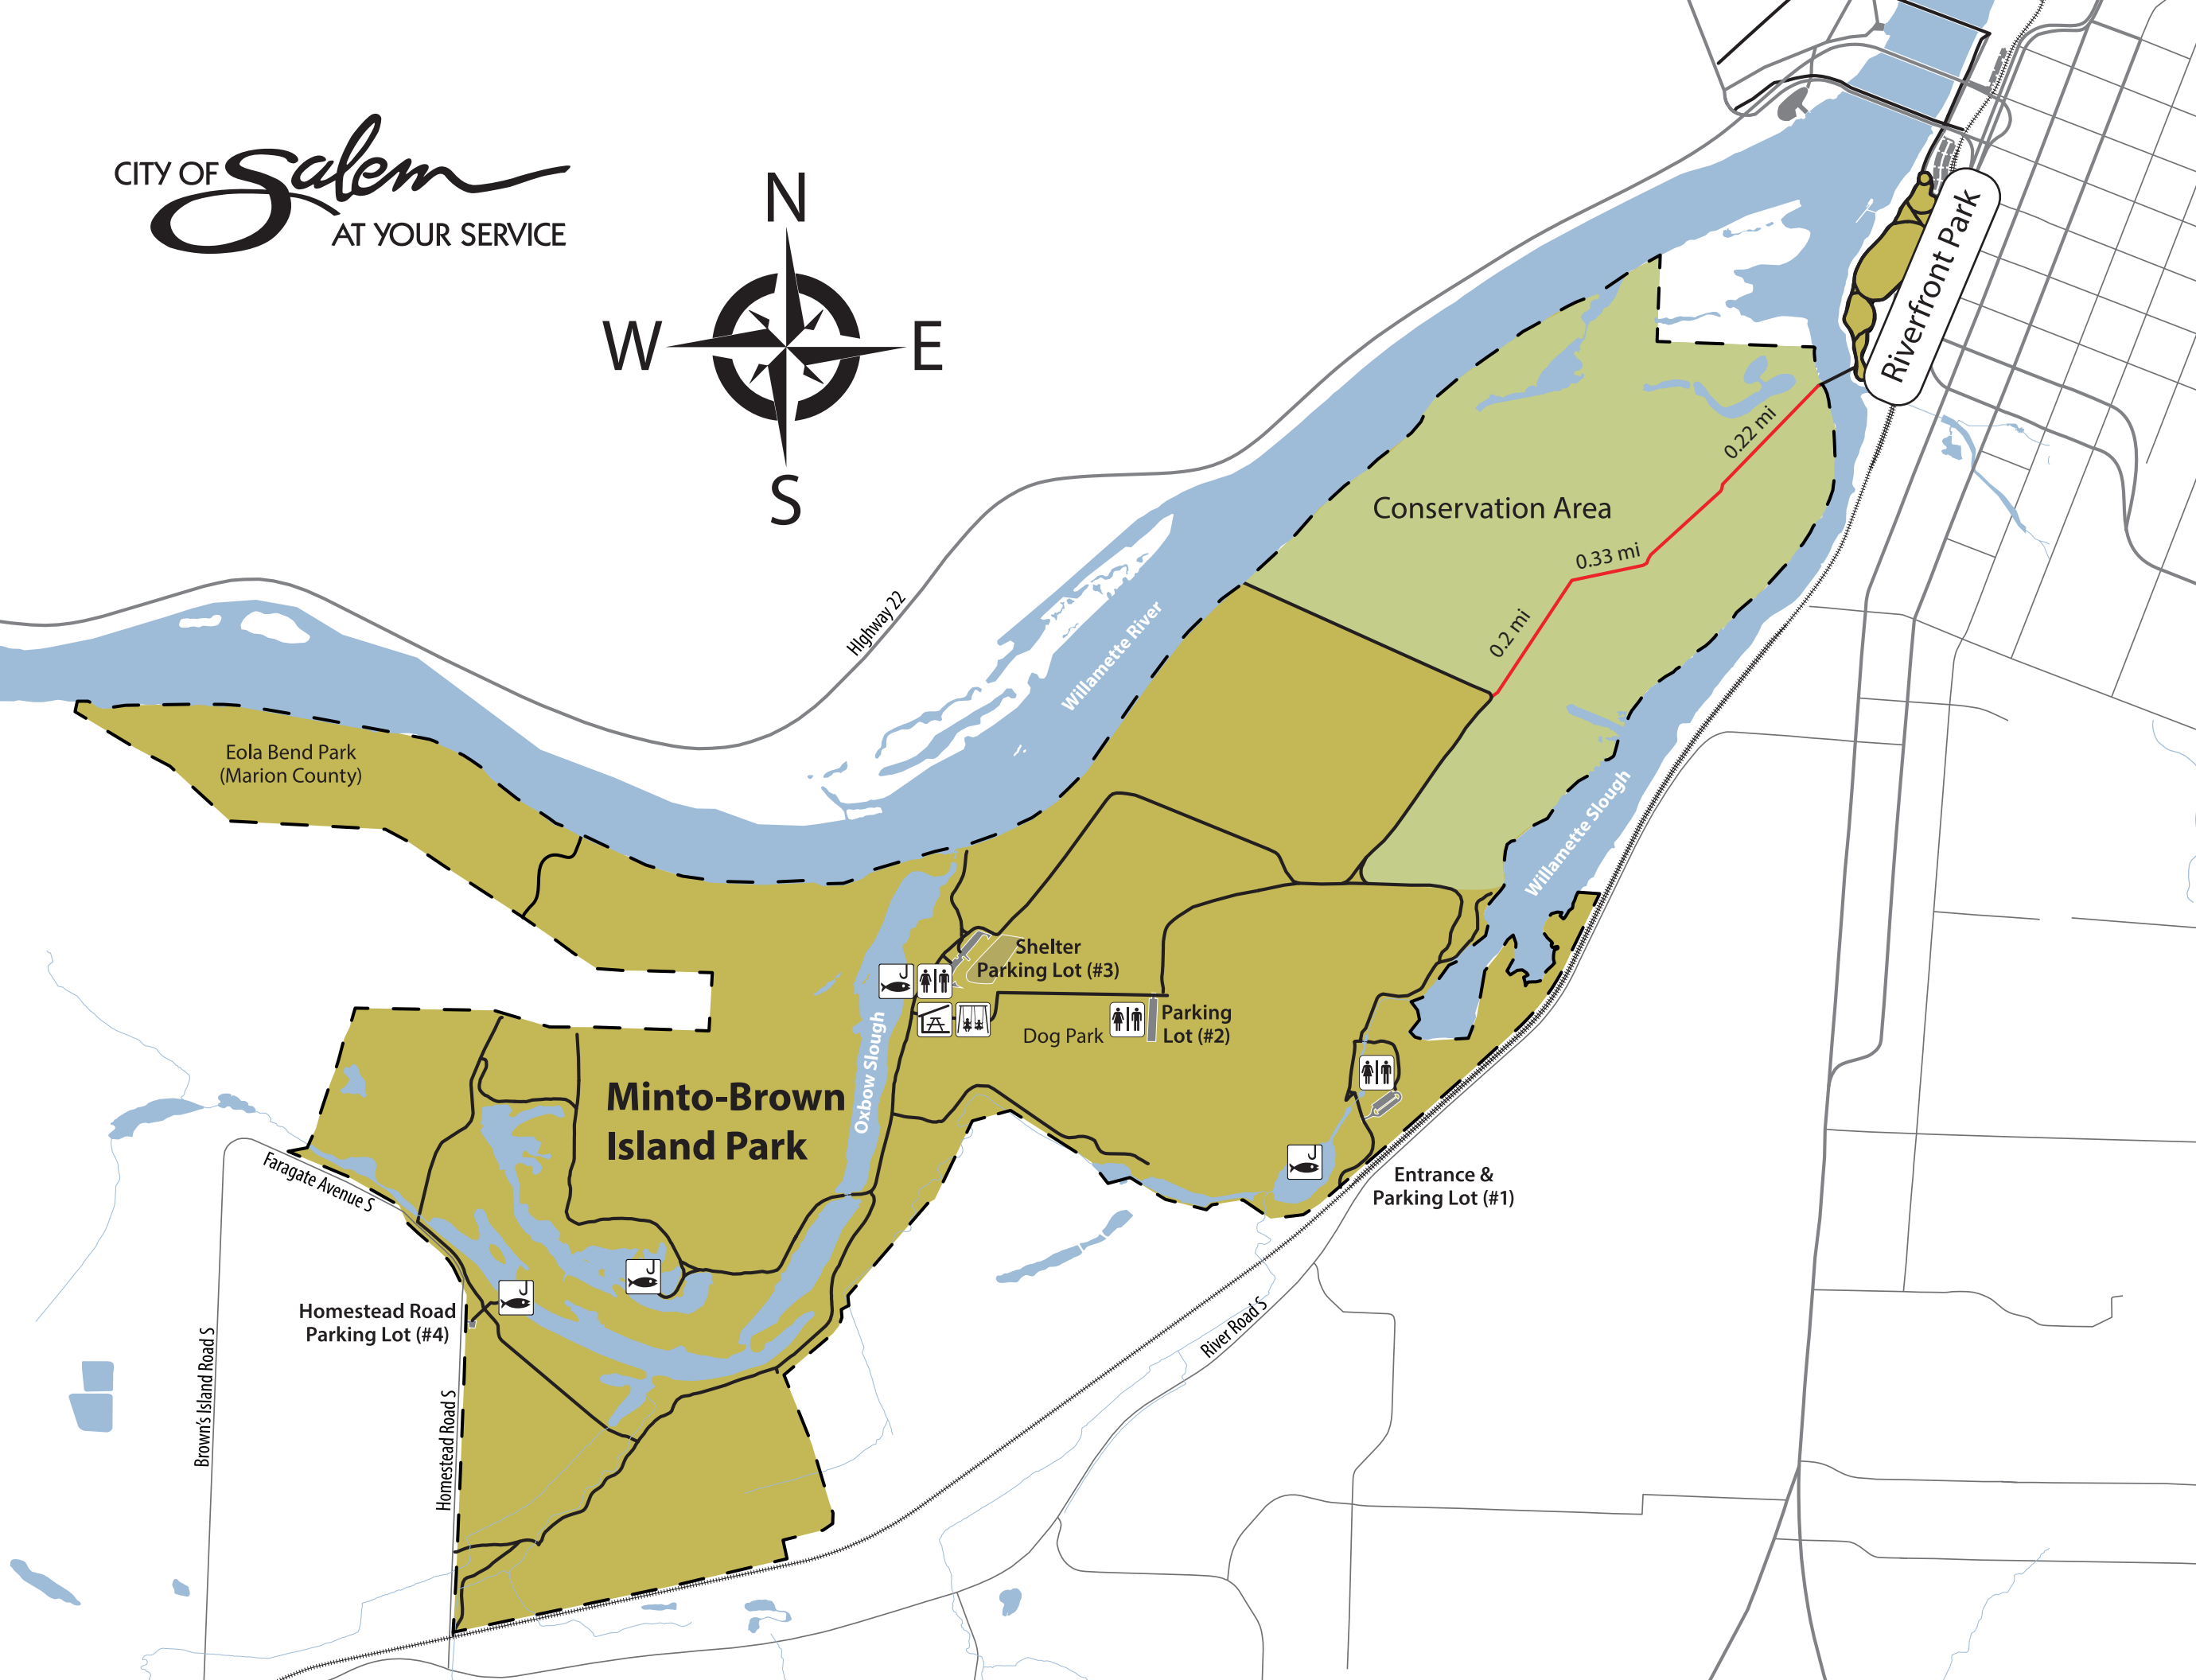 CITY OF Salem
AT YOUR SERVICE
N
W
E
S
Riverfront Park
0.22 mi
Conservation Area
0.33 mi
0.2 mi
HIghway 22
Willamette River
Eola Bend Park
(Marion County)
Willamette Slough
Shelter
Parking Lot (#3)
Parking
Lot (#2)
Dog Park
Oxbow Slough
Minto-Brown
Island Park
Faragate Avenue S
Entrance &
Parking Lot (#1)
Homestead Road
Parking Lot (#4)
River Road S
Brown's Island Road S
Homestead Road S